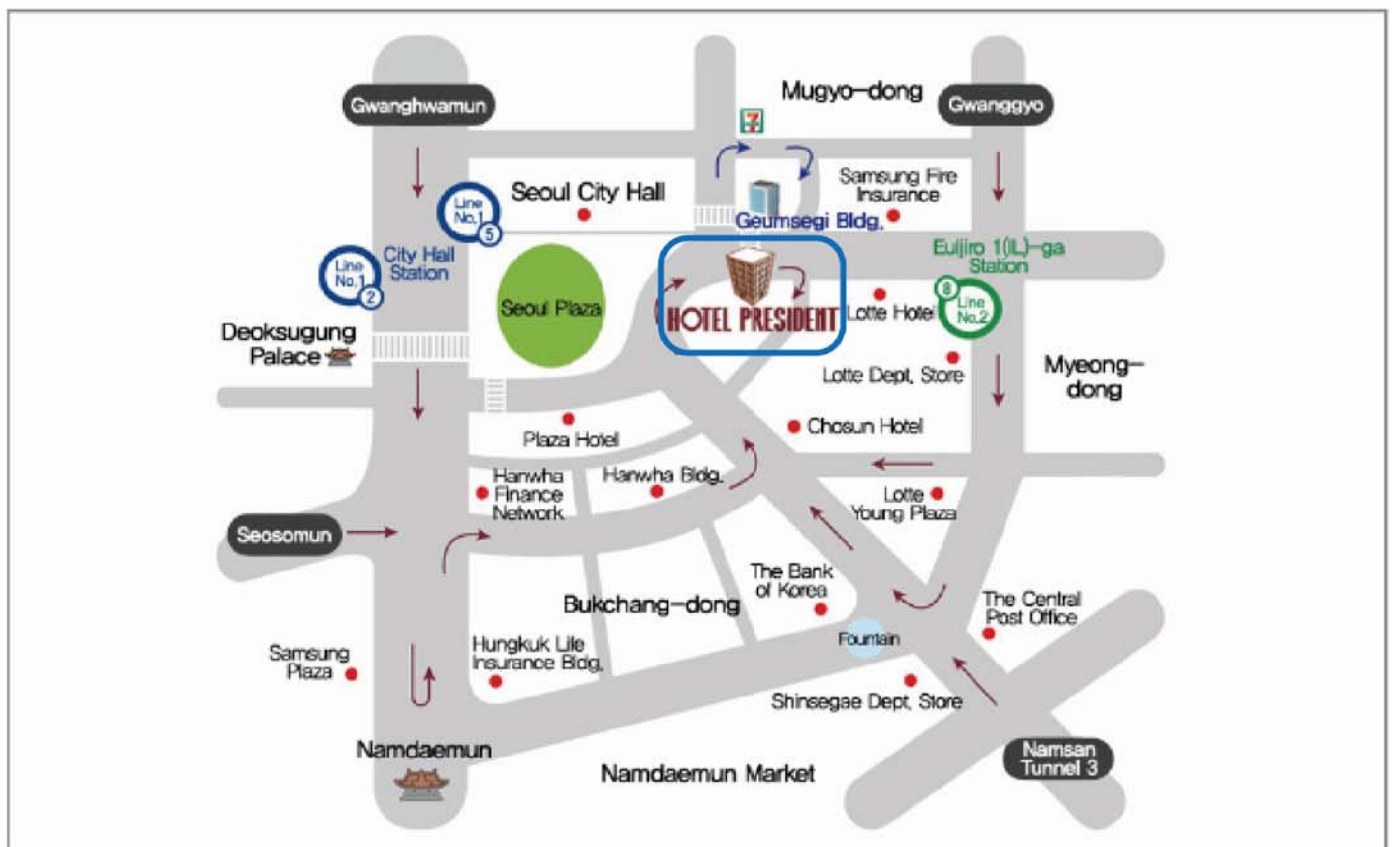 Gwanghwamun
Mugyo-dong
Gwanggyo
7
Line
No.1
5
Seoul City Hall
Samsung Fire
Insurance
Geumsegi Bldg.
Line
No.1
2
City Hall
Station
Euljiro 1(IL)-ga
Station
Seoul Plaza
HOTEL PRESIDENT
Lotte Hotel
8
Line
No.2
Deoksugung
Palace
Lotte Dept. Store
Myeong-
dong
Plaza Hotel
Chosun Hotel
Hanwha
Finance
Network
Hanwha Bldg.
Lotte
Young Plaza
Seosomun
The Bank
of Korea
Bukchang-dong
The Central
Post Office
Fountain
Samsung
Plaza
Hungkuk Life
Insurance Bldg.
Shinsegae Dept. Store
Namdaemun
Namdaemun Market
Namsan
Tunnel 3